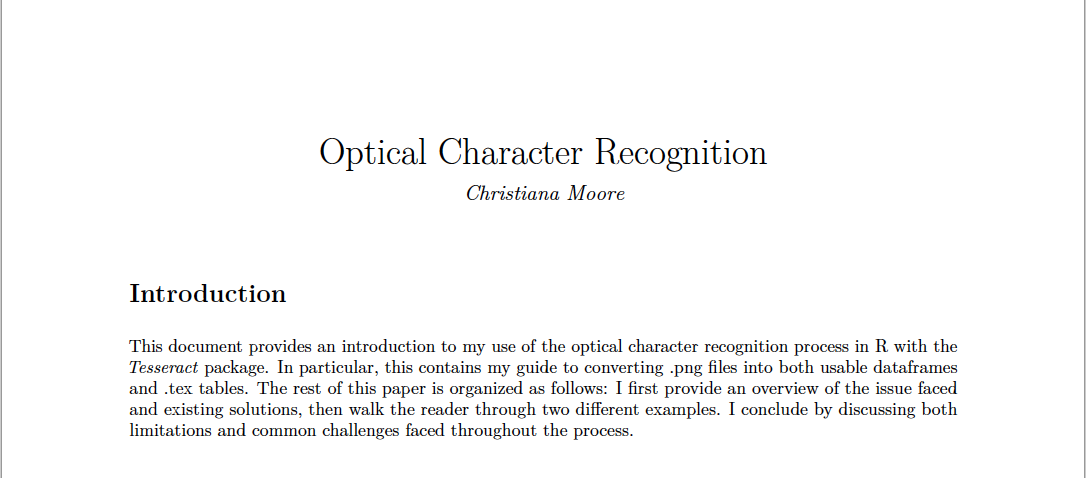 Optical Character Recognition
Christiana Moore
Introduction
This document provides an introduction to my use of the optical character recognition process in R with the
Tesseract package. In particular, this contains my guide to converting .png files into both usable dataframes
and .tex tables. The rest of this paper is organized as follows: I first provide an overview of the issue faced
and existing solutions, then walk the reader through two different examples. I conclude by discussing both
limitations and common challenges faced throughout the process.